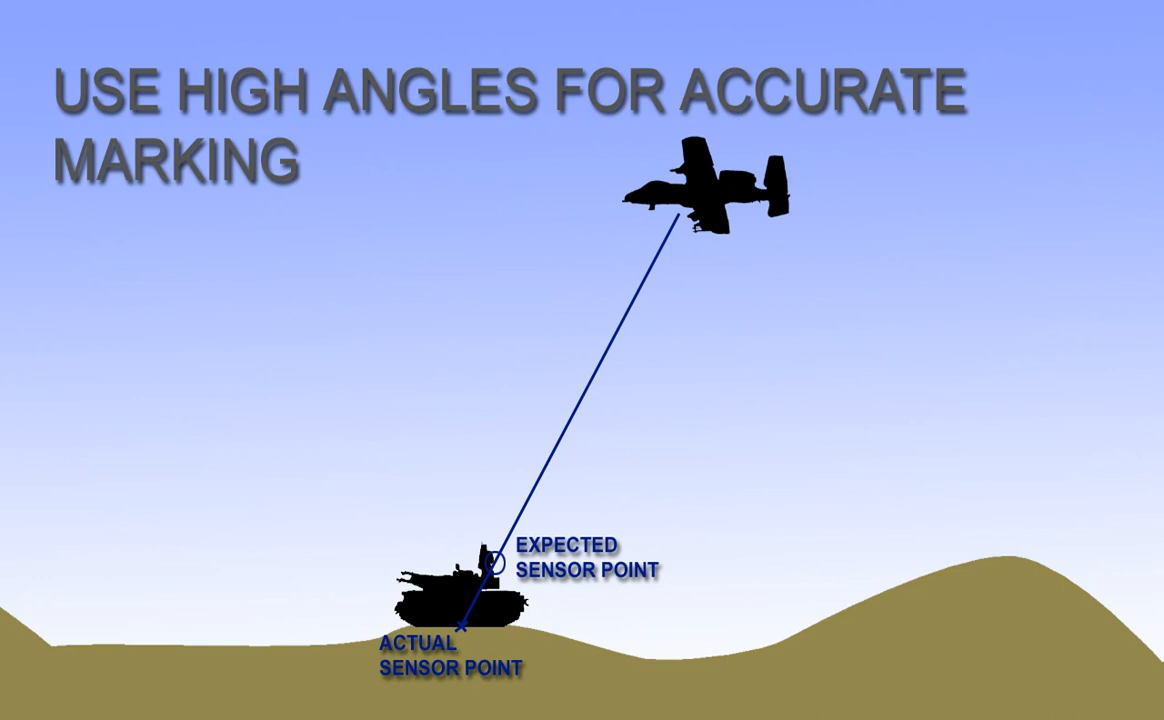 USE HIGH ANGLES FOR ACCURATE
MARKING
EXPECTED
SENSOR POINT
ACTUAL
SENSOR POINT